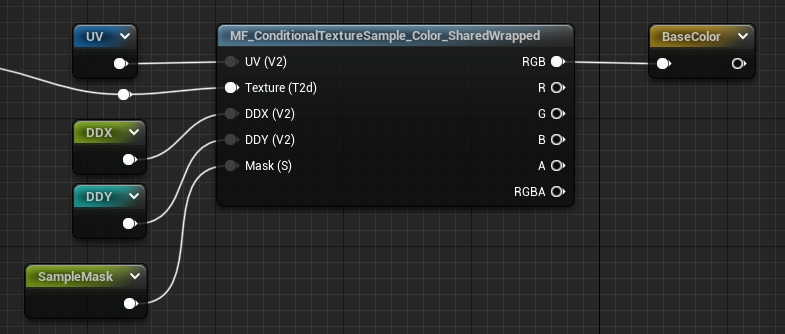 UV
MF_ConditionalTextureSample_Color_SharedWrapped
BaseColor
UV (V2)
RGB
Texture (T2d)
R
DDX
DDX (V2)
G
DDY (V2)
B
Mask (S)
A
DDY
RGBA
SampleMask